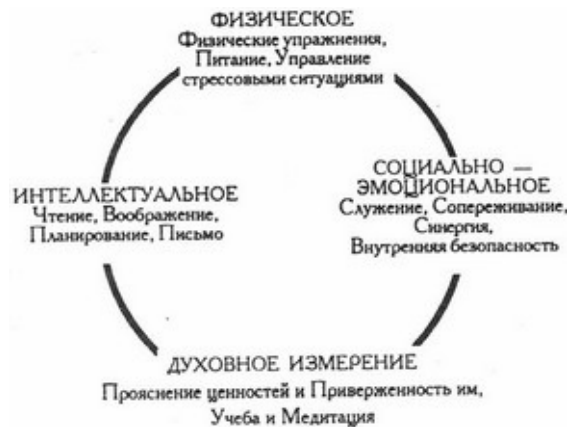 ФИЗИЧЕСКОЕ
Физические упражнения,
Питание, Управление
стрессовыми ситуациями
ИНТЕЛЛЕКТУАЛЬНОЕ
Чтение, Воображение,
Планирование, Письмо
СОЦИАЛЬНО —
ЭМОЦИОНАЛЬНОЕ
Служение, Сопереживание,
Синергия,
Внутренняя безопасность
ДУХОВНОЕ ИЗМЕРЕНИЕ
Прояснение ценностей и Приверженность им,
Учеба и Медитация